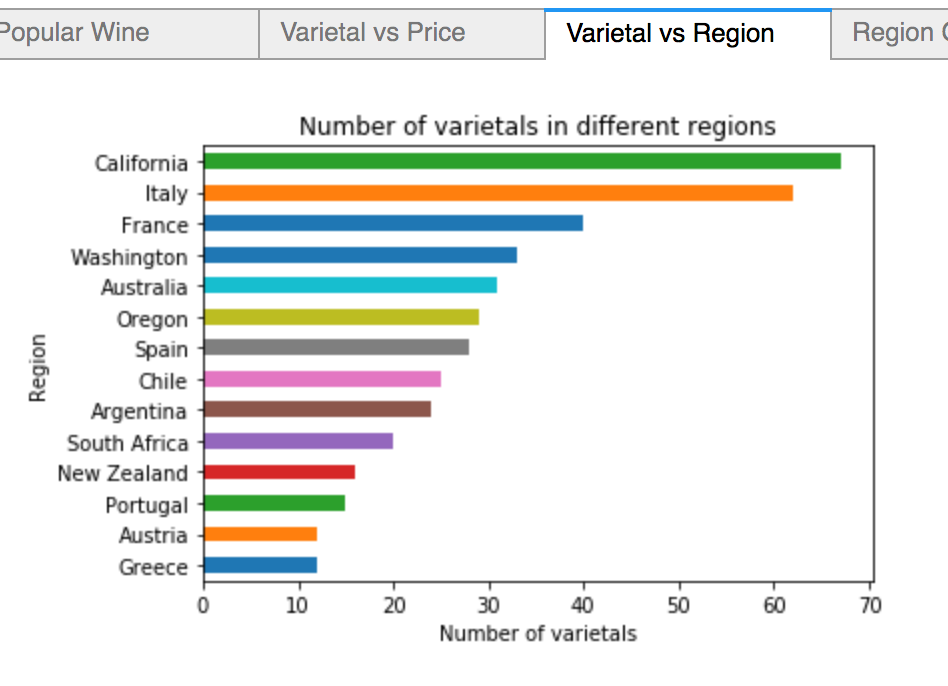 Popular Wine
Varietal vs Price
Varietal vs Region
Region
Number of varietals in different regions
California
Italy
France
Washington
Australia
Oregon
Spain
Chile
Argentina
South Africa
New Zealand
Portugal
Austria
Greece
Region
0 10 20 30 40 50 60 70
Number of varietals